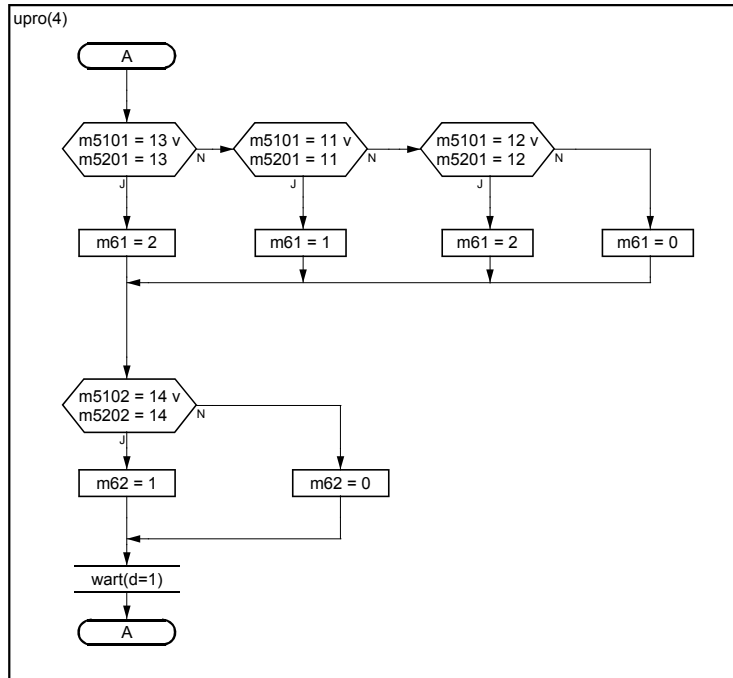 upro(4)
A
m5101 = 13 v
m5201 = 13
N
J
m5101 = 11 v
m5201 = 11
N
J
m5101 = 12 v
m5201 = 12
N
J
m61 = 2
m61 = 1
m61 = 2
m61 = 0
m5102 = 14 v
m5202 = 14
N
J
m62 = 1
m62 = 0
wart(d=1)
A